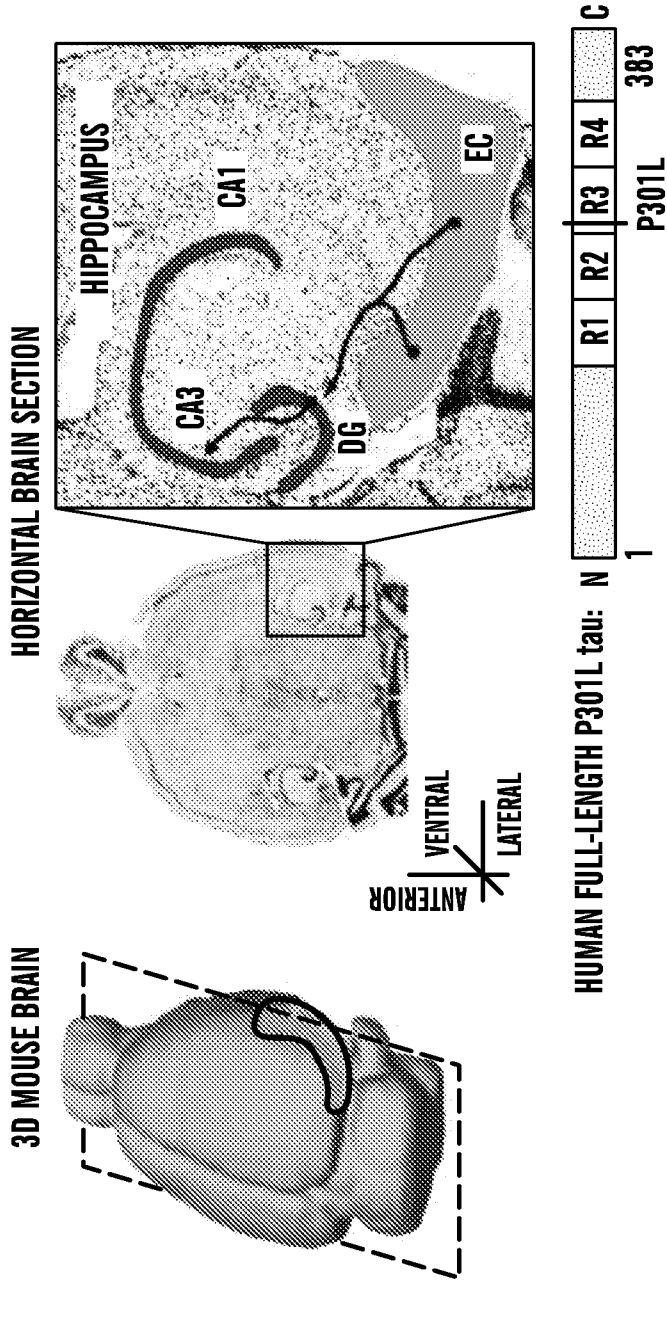 3D MOUSE BRAIN
HORIZONTAL BRAIN SECTION
HIPPOCAMPUS
CA1
CA3
DG
EC
ANTERIOR
VENTRAL
LATERAL
HUMAN FULL-LENGTH P301L tau: N R1 R2 R3 R4 C
1 P301L 383